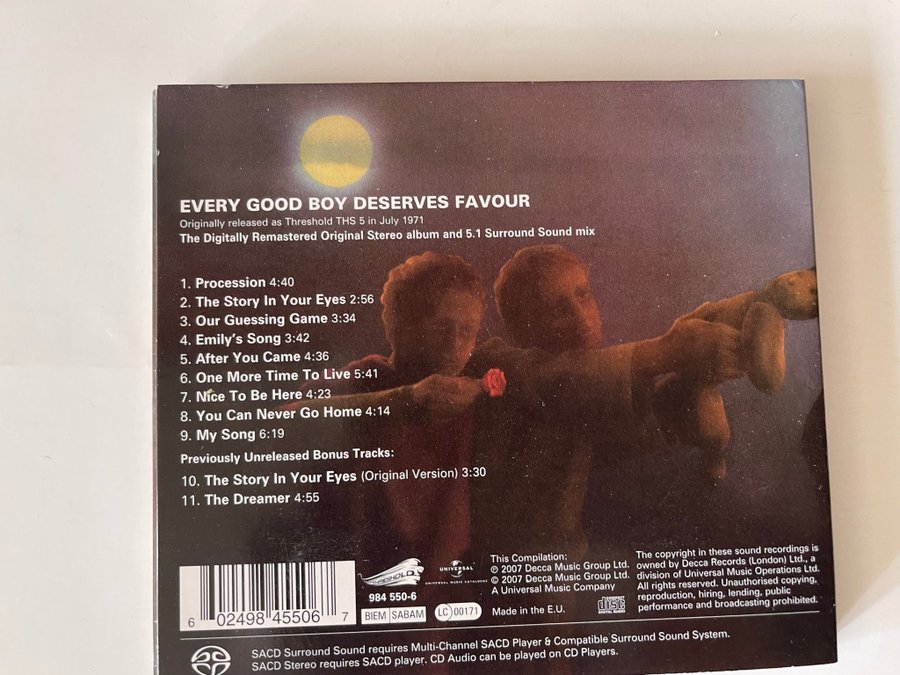 EVERY GOOD BOY DESERVES FAVOUR
Originally released as Threshold THS 5 in July 1971
The Digitally Remastered Original Stereo album and 5.1 Surround Sound mix
1. Procession 4:40
2. The Story In Your Eyes 2:56
3. Our Guessing Game 3:34
4. Emily's Song 3:42
5. After You Came 4:36
6. One More Time To Live 5:41
7. Nice To Be Here 4:23
8. You Can Never Go Home 4:14
9. My Song 6:19
Previously Unreleased Bonus Tracks:
10. The Story In Your Eyes (Original Version) 3:30
11. The Dreamer 4:55
6 02498 45506 7
THRESHOLD
984 550-6
BIEM SABAM
LC 00171
UNIVERSAL
UNIVERSAL MUSIC CATALOGUE
This Compilation:
℗ 2007 Decca Music Group Ltd.
© 2007 Decca Music Group Ltd.
A Universal Music Company
Made in the E.U.
COMPACT
disc
DIGITAL AUDIO
The copyright in these sound recordings is
owned by Decca Records (London) Ltd., a
division of Universal Music Operations Ltd.
All rights reserved. Unauthorised copying,
reproduction, hiring, lending, public
performance and broadcasting prohibited.
SACD Surround Sound requires Multi-Channel SACD Player & Compatible Surround Sound System.
SACD Stereo requires SACD player. CD Audio can be played on CD Players.